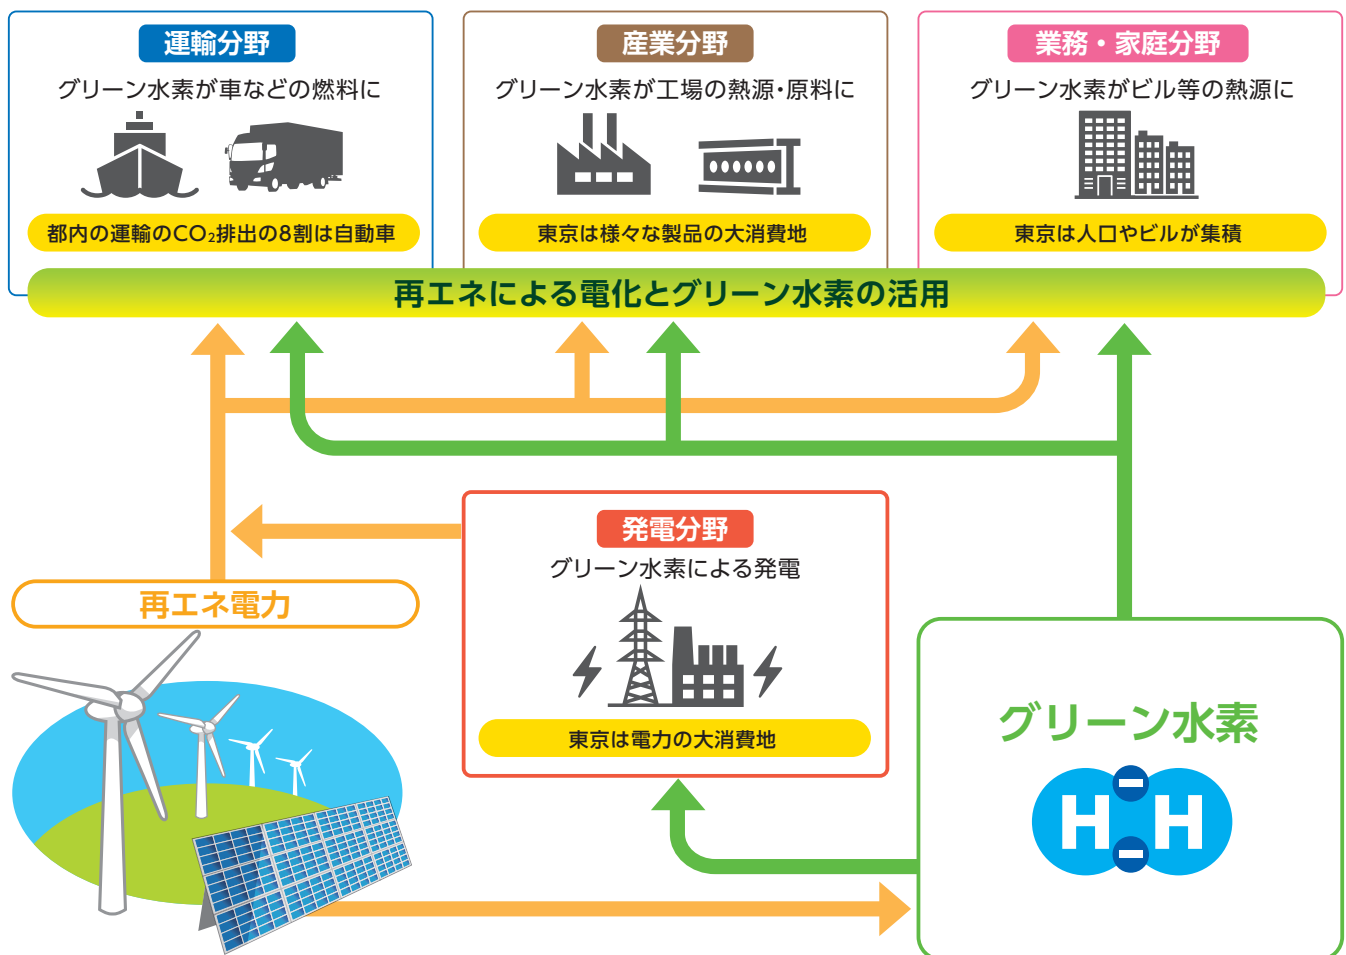 運輸分野
グリーン水素が車などの燃料に
都内の運輸のCO₂排出の8割は自動車
産業分野
グリーン水素が工場の熱源・原料に
東京は様々な製品の大消費地
業務・家庭分野
グリーン水素がビル等の熱源に
東京は人口やビルが集積
再エネによる電化とグリーン水素の活用
発電分野
グリーン水素による発電
東京は電力の大消費地
再エネ電力
グリーン水素
H - H
-